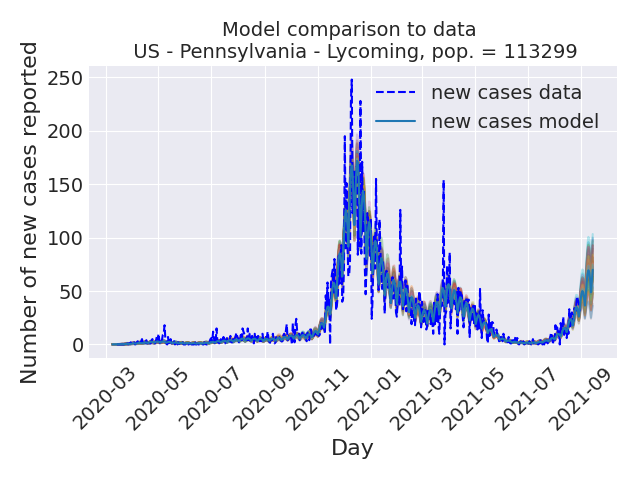 Model comparison to data
US - Pennsylvania - Lycoming, pop. = 113299
Number of new cases reported
250
200
150
100
50
0
new cases data
new cases model
2020-03
2020-05
2020-07
2020-09
2020-11
2021-01
2021-03
2021-05
2021-07
2021-09
Day